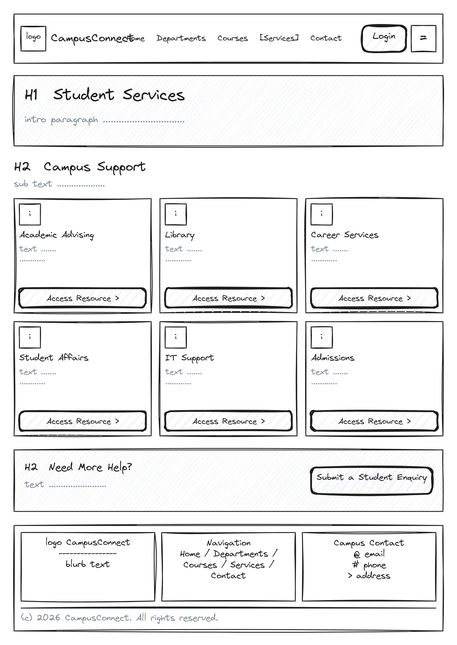 logo CampusConnect Home Departments Courses [Services] Contact Login =
H1 Student Services
intro paragraph ................................
H2 Campus Support
sub text ...................
i i i
Academic Advising Library Career Services
text ...... text ...... text ......
.......... .......... ..........
Access Resource > Access Resource > Access Resource >
i i i
Student Affairs IT Support Admissions
text ...... text ...... text ......
.......... .......... ..........
Access Resource > Access Resource > Access Resource >
H2 Need More Help?
text .......................
Submit a Student Enquiry
logo CampusConnect
----------------
blurb text
Navigation
Home / Departments /
Courses / Services /
Contact
Campus Contact
@ email
# phone
> address
(c) 2026 CampusConnect. All rights reserved.